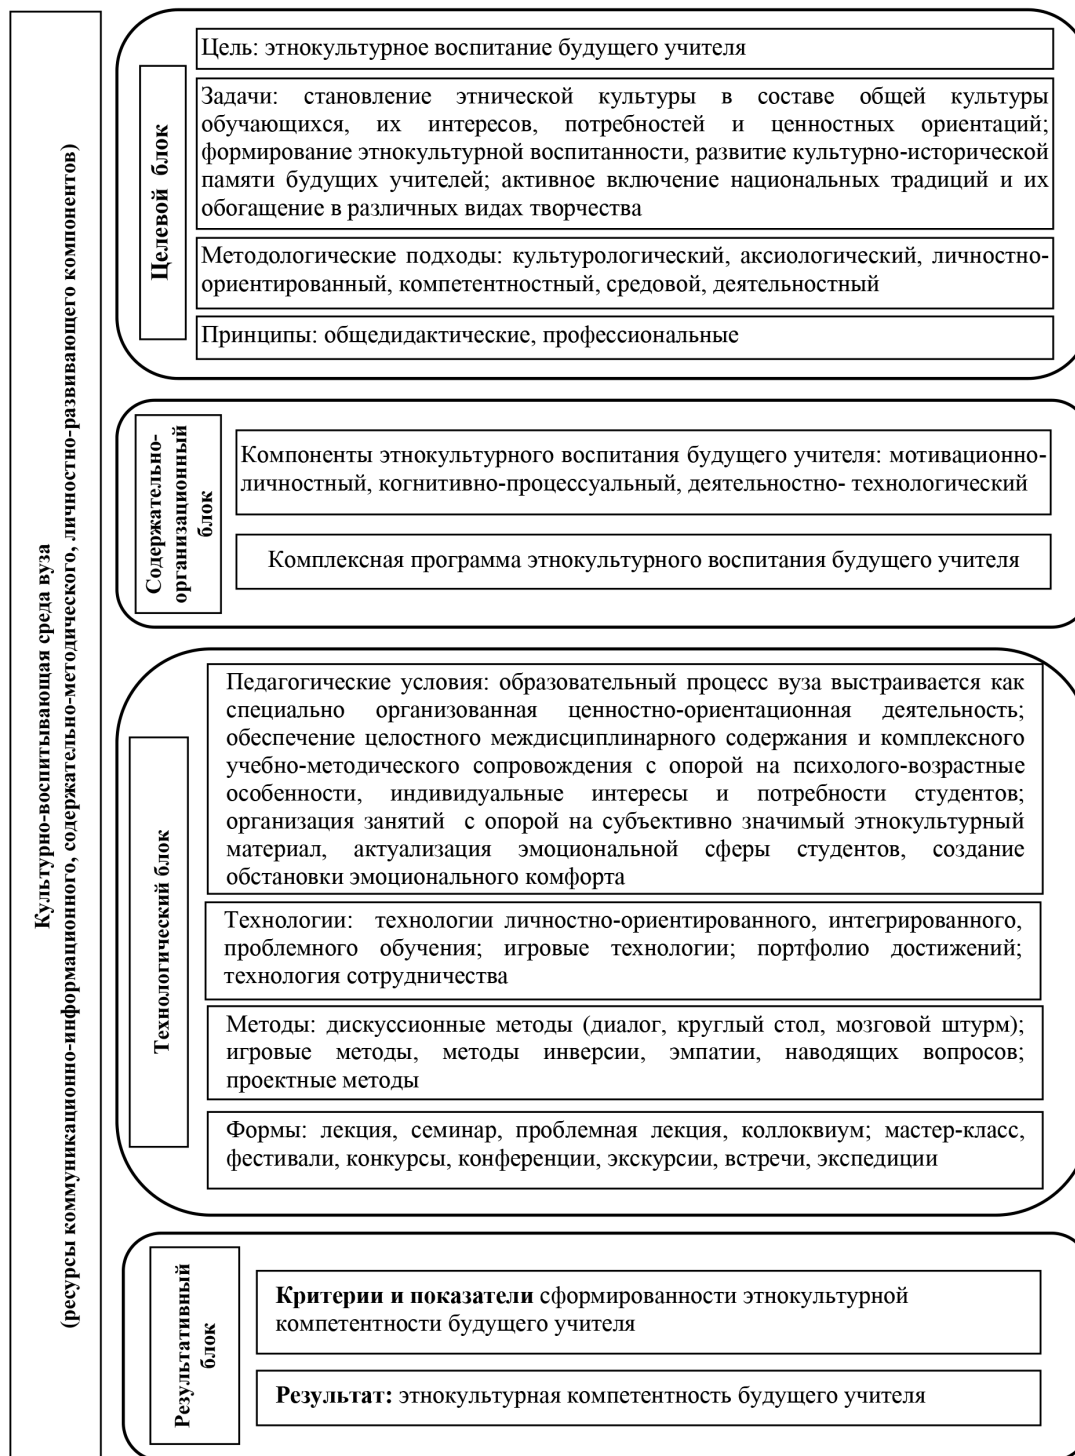 Культурно-воспитывающая среда вуза
(ресурсы коммуникационно-информационного, содержательно-методического, личностно-развивающего компонентов)
Целевой блок
Цель: этнокультурное воспитание будущего учителя
Задачи: становление этнической культуры в составе общей культуры
обучающихся, их интересов, потребностей и ценностных ориентаций;
формирование этнокультурной воспитанности, развитие культурно-исторической
памяти будущих учителей; активное включение национальных традиций и их
обогащение в различных видах творчества
Методологические подходы: культурологический, аксиологический, личностно-
ориентированный, компетентностный, средовой, деятельностный
Принципы: общедидактические, профессиональные
Содержательно-
организационный
блок
Компоненты этнокультурного воспитания будущего учителя: мотивационно-
личностный, когнитивно-процессуальный, деятельностно- технологический
Комплексная программа этнокультурного воспитания будущего учителя
Технологический блок
Педагогические условия: образовательный процесс вуза выстраивается как
специально организованная ценностно-ориентационная деятельность;
обеспечение целостного междисциплинарного содержания и комплексного
учебно-методического сопровождения с опорой на психолого-возрастные
особенности, индивидуальные интересы и потребности студентов;
организация занятий с опорой на субъективно значимый этнокультурный
материал, актуализация эмоциональной сферы студентов, создание
обстановки эмоционального комфорта
Технологии: технологии личностно-ориентированного, интегрированного,
проблемного обучения; игровые технологии; портфолио достижений;
технология сотрудничества
Методы: дискуссионные методы (диалог, круглый стол, мозговой штурм);
игровые методы, методы инверсии, эмпатии, наводящих вопросов;
проектные методы
Формы: лекция, семинар, проблемная лекция, коллоквиум; мастер-класс,
фестивали, конкурсы, конференции, экскурсии, встречи, экспедиции
Результативный
блок
Критерии и показатели сформированности этнокультурной
компетентности будущего учителя
Результат: этнокультурная компетентность будущего учителя